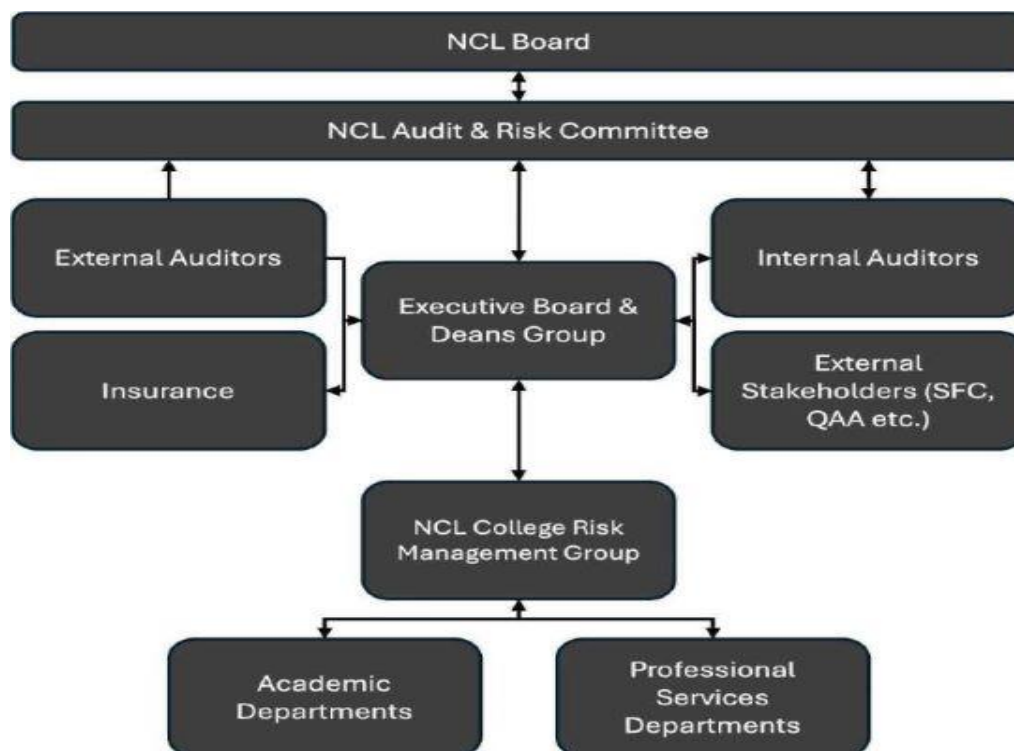 NCL Board
NCL Audit & Risk Committee
External Auditors
Internal Auditors
Executive Board &
Deans Group
Insurance
External
Stakeholders (SFC,
QAA etc.)
NCL College Risk
Management Group
Academic
Departments
Professional
Services
Departments